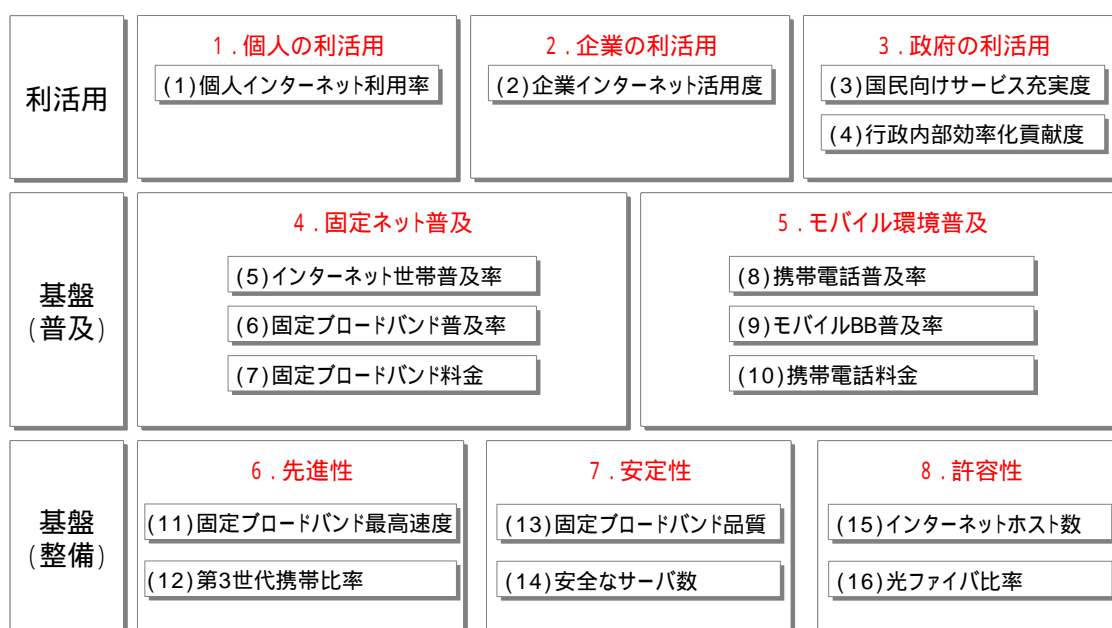 利活用
1.個人の利活用
(1)個人インターネット利用率
2.企業の利活用
(2)企業インターネット活用度
3.政府の利活用
(3)国民向けサービス充実度
(4)行政内部効率化貢献度
基盤
(普及)
4.固定ネット普及
(5)インターネット世帯普及率
(6)固定ブロードバンド普及率
(7)固定ブロードバンド料金
5.モバイル環境普及
(8)携帯電話普及率
(9)モバイルBB普及率
(10)携帯電話料金
基盤
(整備)
6.先進性
(11)固定ブロードバンド最高速度
(12)第3世代携帯比率
7.安定性
(13)固定ブロードバンド品質
(14)安全なサーバ数
8.許容性
(15)インターネットホスト数
(16)光ファイバ比率